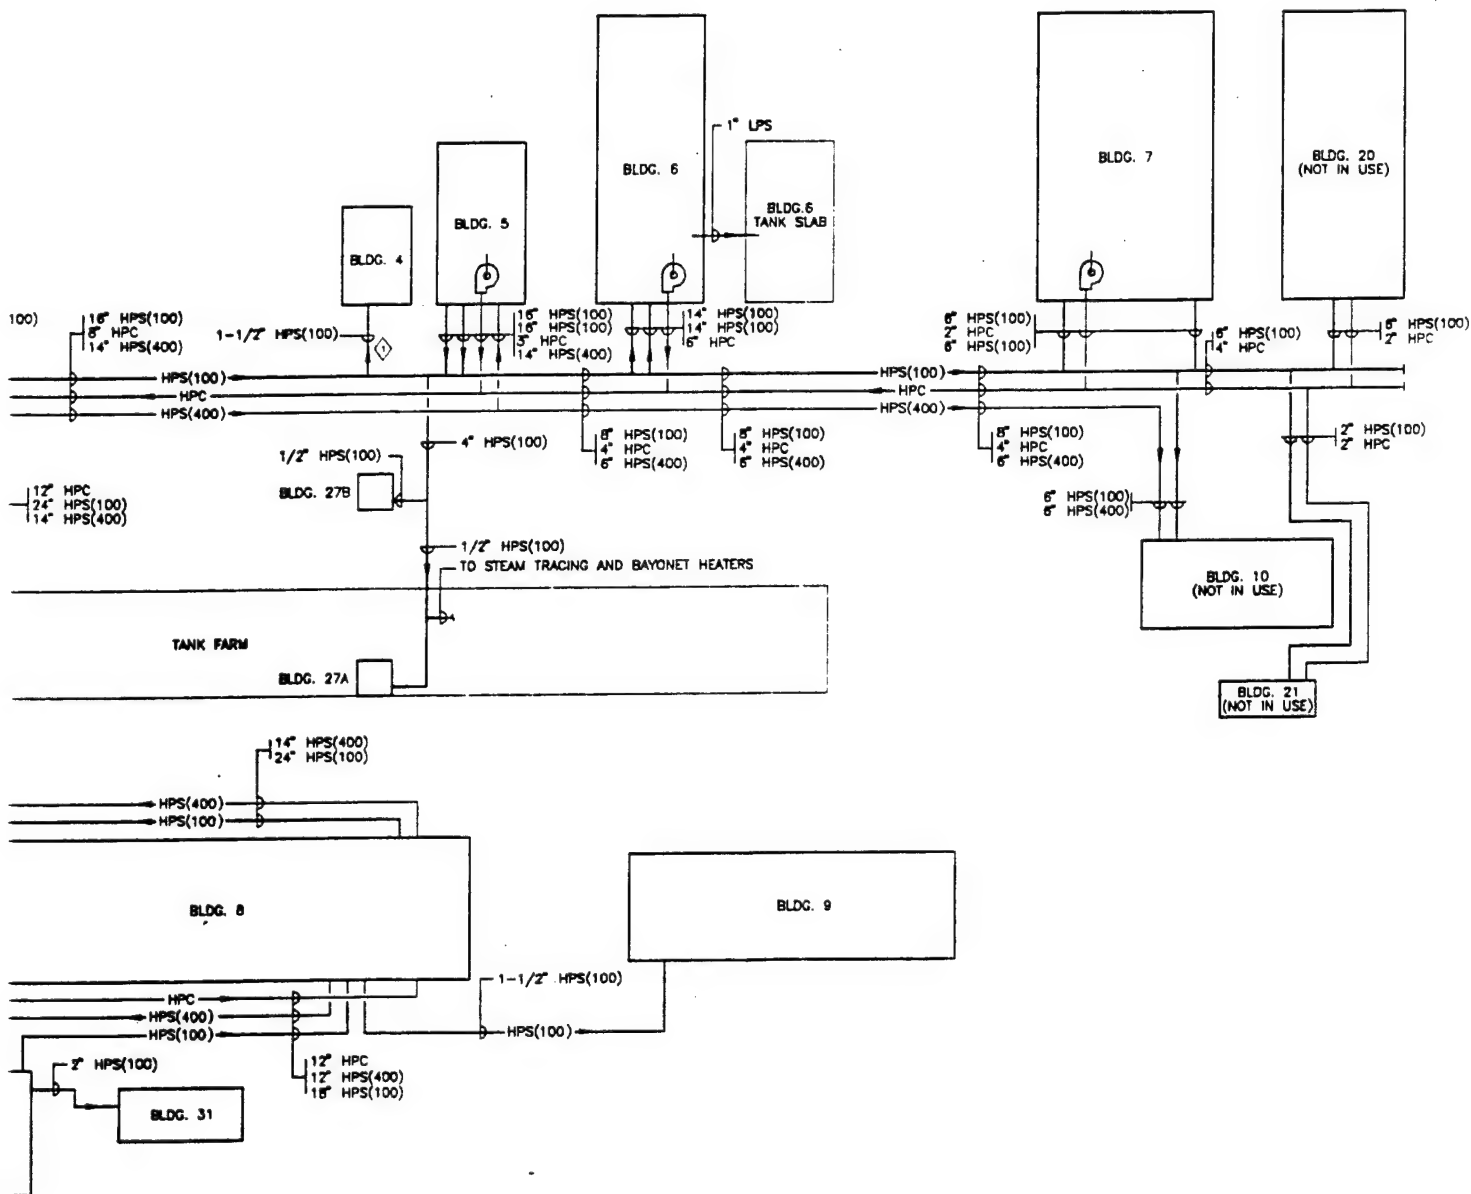 1" LPS
BLDG. 4
BLDG. 5
BLDG. 6
BLDG.6
TANK SLAB
BLDG. 7
BLDG. 20
(NOT IN USE)
100)
16" HPS(100)
8" HPC
14" HPS(400)
1-1/2" HPS(100)
1
16" HPS(100)
16" HPS(100)
3" HPC
14" HPS(400)
14" HPS(100)
14" HPS(100)
6" HPC
6" HPS(100)
2" HPC
6" HPS(100)
6" HPS(100)
4" HPC
6" HPS(100)
2" HPC
HPS(100)
HPC
HPS(400)
HPS(100)
HPC
HPS(400)
4" HPS(100)
8" HPS(100)
4" HPC
6" HPS(400)
8" HPS(100)
4" HPC
6" HPS(400)
8" HPS(100)
4" HPC
6" HPS(400)
2" HPS(100)
2" HPC
1/2" HPS(100)
BLDG. 27B
12" HPC
24" HPS(100)
14" HPS(400)
6" HPS(100)
6" HPS(400)
1/2" HPS(100)
TO STEAM TRACING AND BAYONET HEATERS
BLDG. 10
(NOT IN USE)
TANK FARM
BLDG. 27A
BLDG. 21
(NOT IN USE)
14" HPS(400)
24" HPS(100)
HPS(400)
HPS(100)
BLDG. 8
BLDG. 9
1-1/2" HPS(100)
HPC
HPS(400)
HPS(100)
HPS(100)
2" HPS(100)
12" HPC
12" HPS(400)
18" HPS(100)
BLDG. 31